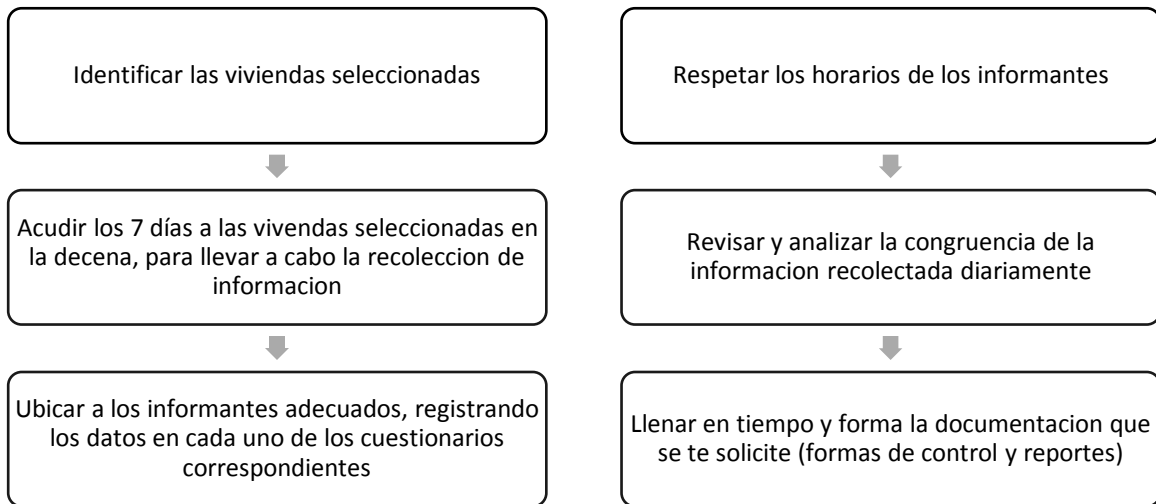 Identificar las viviendas seleccionadas
Acudir los 7 días a las vivendas seleccionadas en
la decena, para llevar a cabo la recoleccion de
informacion
Ubicar a los informantes adecuados, registrando
los datos en cada uno de los cuestionarios
correspondientes
Respetar los horarios de los informantes
Revisar y analizar la congruencia de la
informacion recolectada diariamente
Llenar en tiempo y forma la documentacion que
se te solicite (formas de control y reportes)